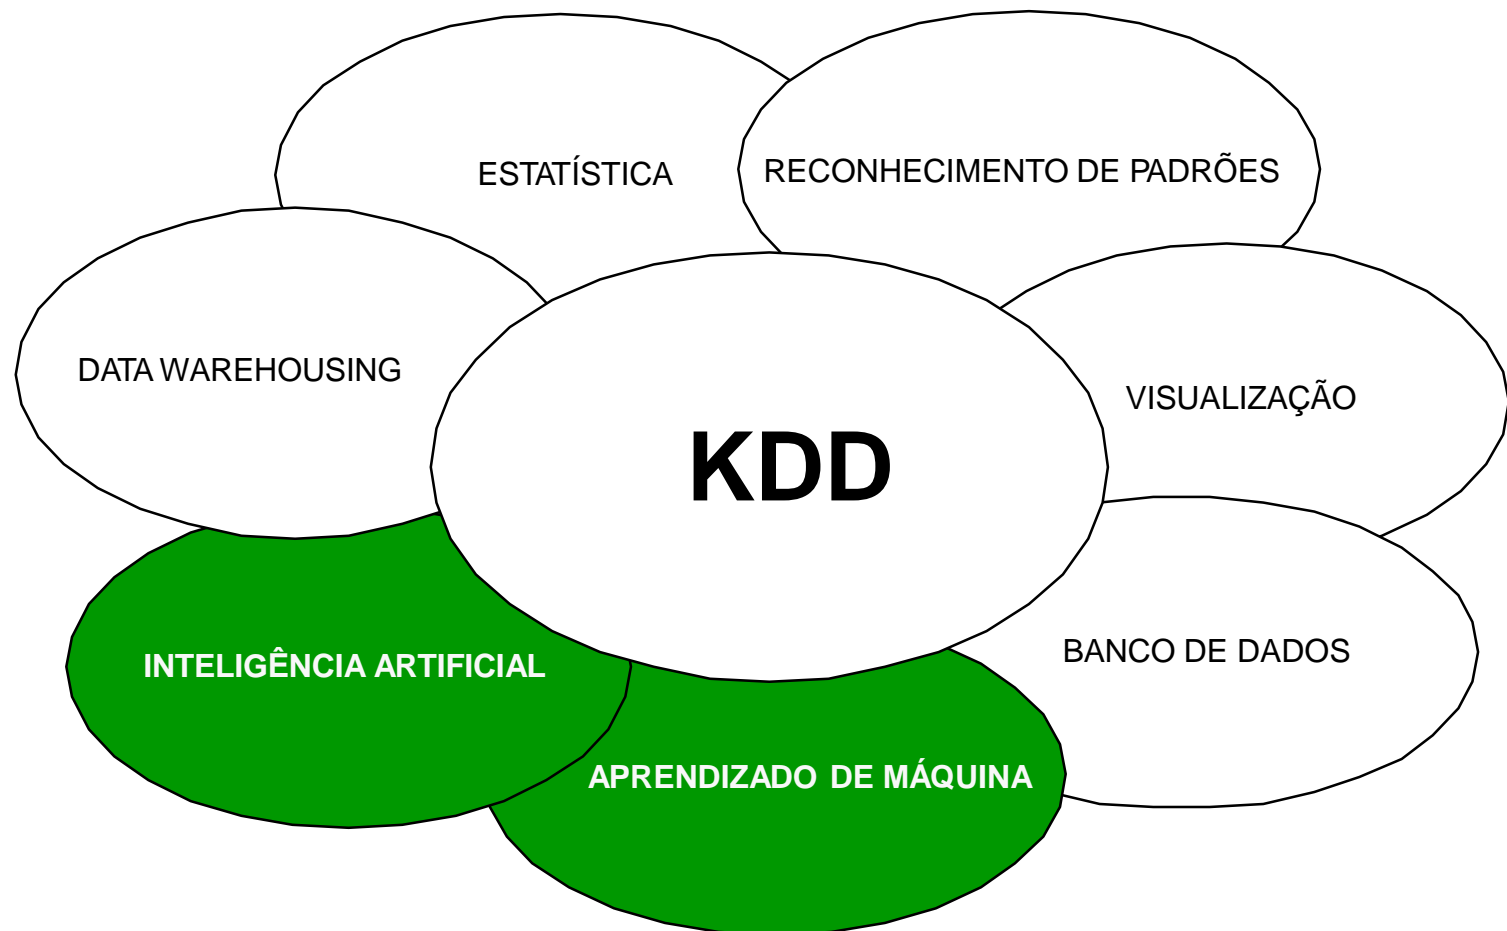 ESTATÍSTICA
RECONHECIMENTO DE PADRÕES
DATA WAREHOUSING
VISUALIZAÇÃO
KDD
BANCO DE DADOS
INTELIGÊNCIA ARTIFICIAL
APRENDIZADO DE MÁQUINA